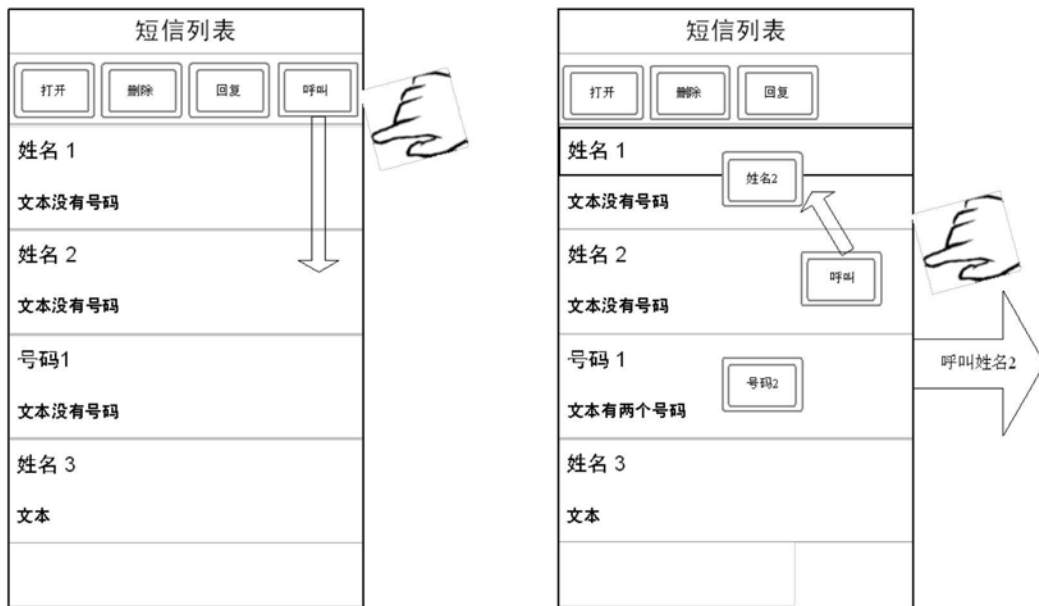 短信列表
打开 删除 回复 呼叫
姓名 1
文本没有号码
姓名 2
文本没有号码
号码1
文本没有号码
姓名 3
文本
短信列表
打开 删除 回复
姓名 1
姓名2
文本没有号码
姓名 2
呼叫
文本没有号码
号码 1
号码2
文本有两个号码
姓名 3
文本
呼叫姓名2